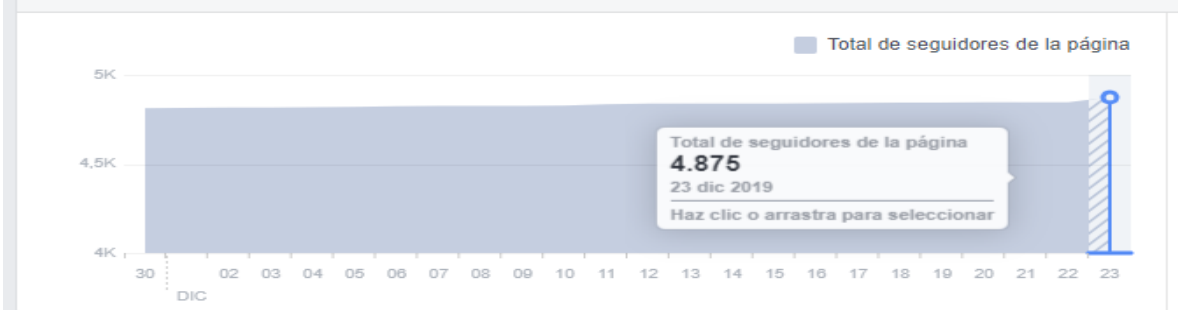 Total de seguidores de la página
5K
4,5K
4K
Total de seguidores de la página
4.875
23 dic 2019
Haz clic o arrastra para seleccionar
30 02 03 04 05 06 07 08 09 10 11 12 13 14 15 16 17 18 19 20 21 22 23
DIC